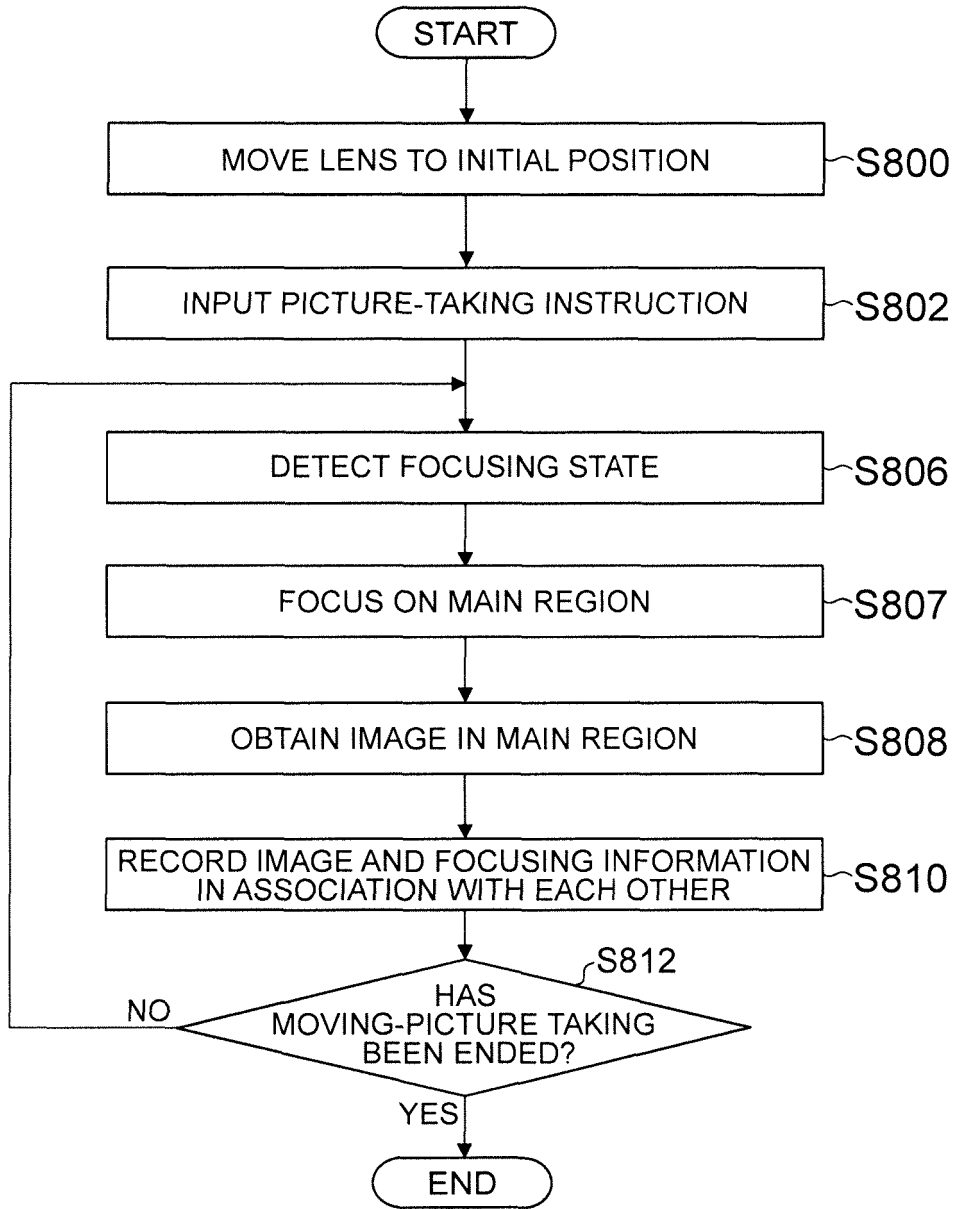 START
MOVE LENS TO INITIAL POSITION
S800
INPUT PICTURE-TAKING INSTRUCTION
S802
DETECT FOCUSING STATE
S806
FOCUS ON MAIN REGION
S807
OBTAIN IMAGE IN MAIN REGION
S808
RECORD IMAGE AND FOCUSING INFORMATION
IN ASSOCIATION WITH EACH OTHER
S810
S812
HAS
MOVING-PICTURE TAKING
BEEN ENDED?
NO
YES
END